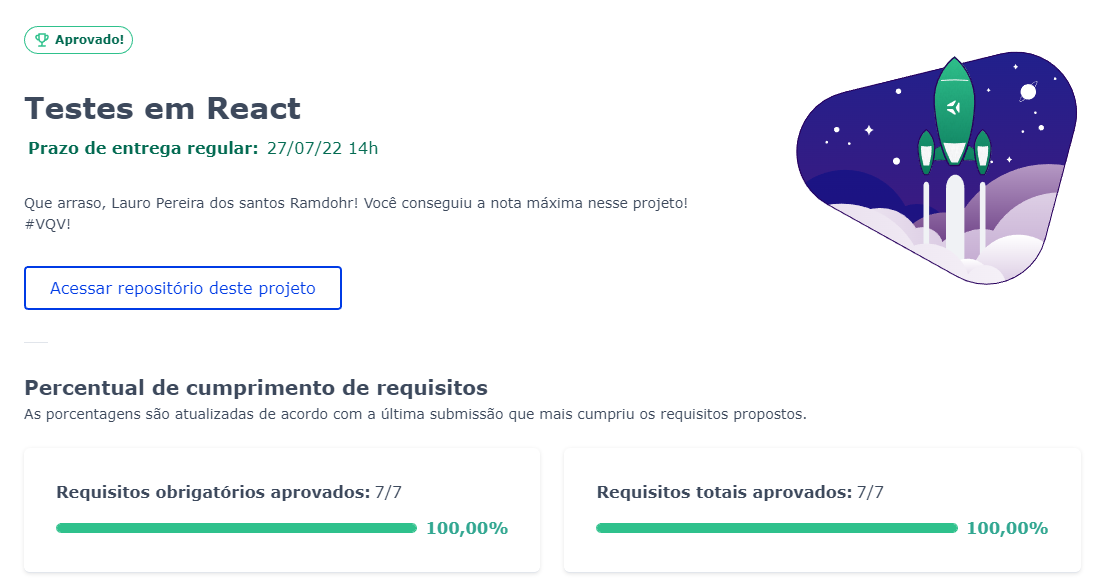 Aprovado!
Testes em React
Prazo de entrega regular: 27/07/22 14h
Que arraso, Lauro Pereira dos santos Ramdohr! Você conseguiu a nota máxima nesse projeto!
#VQV!
Acessar repositório deste projeto
Percentual de cumprimento de requisitos
As porcentagens são atualizadas de acordo com a última submissão que mais cumpriu os requisitos propostos.
Requisitos obrigatórios aprovados: 7/7
100,00%
Requisitos totais aprovados: 7/7
100,00%